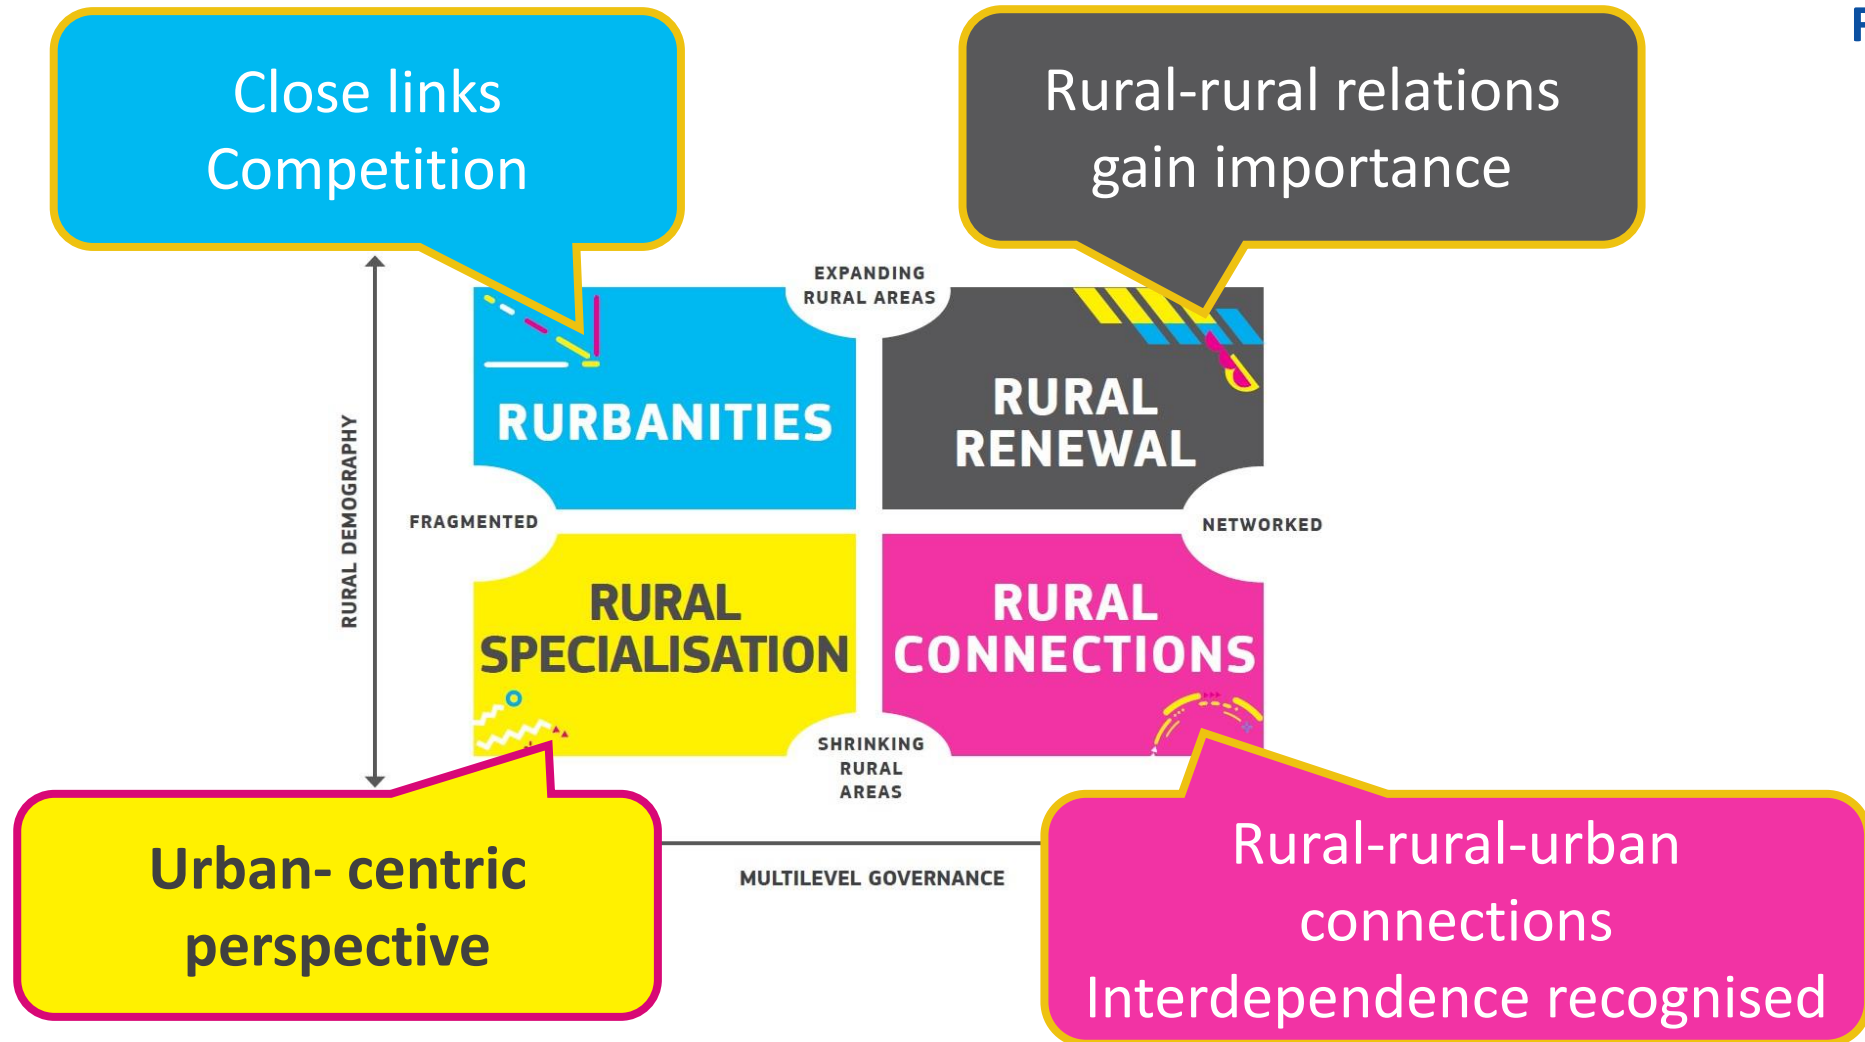 Close links
Competition
Rural-rural relations
gain importance
EXPANDING
RURAL AREAS
RURBANITIES
RURAL
RENEWAL
RURAL DEMOGRAPHY
FRAGMENTED
NETWORKED
RURAL
SPECIALISATION
RURAL
CONNECTIONS
SHRINKING
RURAL
AREAS
Urban- centric
perspective
MULTILEVEL GOVERNANCE
Rural-rural-urban
connections
Interdependence recognised